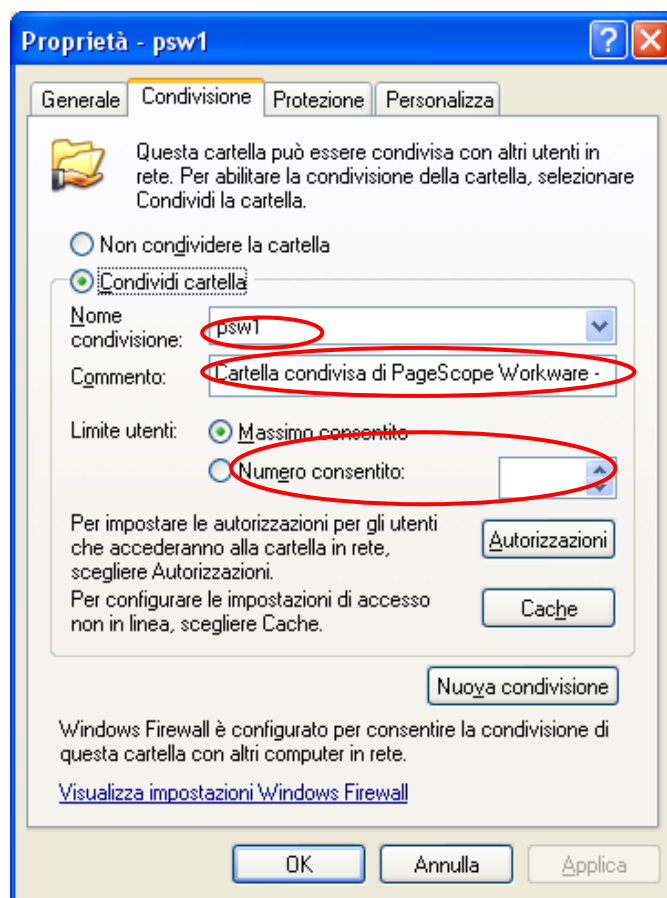 Proprietà - psw1
Generale Condivisione Protezione Personalizza
Questa cartella può essere condivisa con altri utenti in
rete. Per abilitare la condivisione della cartella, selezionare
Condividi la cartella.
Non condividere la cartella
Condividi cartella
Nome
condivisione:
psw1
Commento: Cartella condivisa di PageScope Workware -
Limite utenti: Massimo consentito
Numero consentito:
Per impostare le autorizzazioni per gli utenti
che accederanno alla cartella in rete,
scegliere Autorizzazioni.
Autorizzazioni
Per configurare le impostazioni di accesso
non in linea, scegliere Cache.
Cache
Nuova condivisione
Windows Firewall è configurato per consentire la condivisione di
questa cartella con altri computer in rete.
Visualizza impostazioni Windows Firewall
OK Annulla Applica